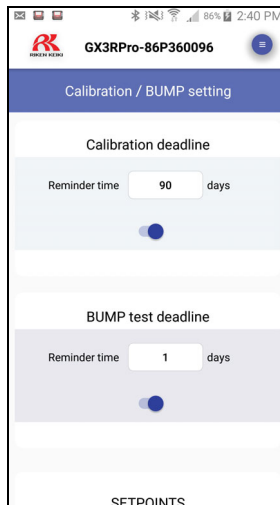 86% 2:40 PM
RIKEN KEIKI
GX3RPro-86P360096
Calibration / BUMP setting
Calibration deadline
Reminder time 90 days
BUMP test deadline
Reminder time 1 days
SETPOINTS